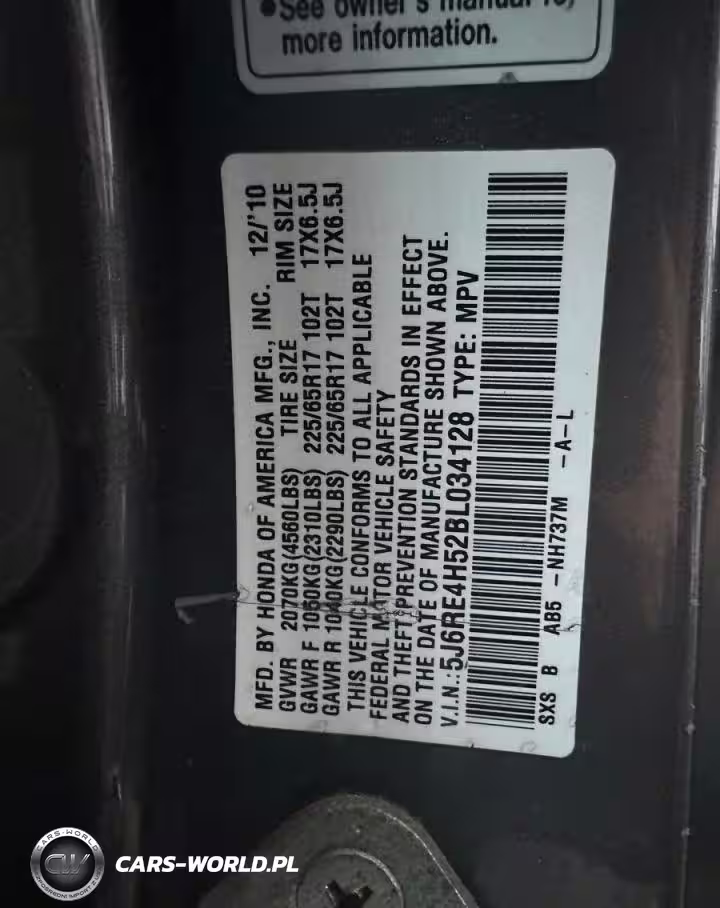 ●See owner's manual for
more information.
MFD. BY HONDA OF AMERICA MFG., INC. 12/'10
GVWR 2070KG(4560LBS) TIRE SIZE RIM SIZE
GAWR F 1050KG(2310LBS) 225/65R17 102T 17X6.5J
GAWR R 1040KG(2290LBS) 225/65R17 102T 17X6.5J
THIS VEHICLE CONFORMS TO ALL APPLICABLE
FEDERAL MOTOR VEHICLE SAFETY
AND THEFT PREVENTION STANDARDS IN EFFECT
ON THE DATE OF MANUFACTURE SHOWN ABOVE.
V.I.N.:5J6RE4H52BL034128 TYPE: MPV
SXS B AB5 -NH737M -A-L
CARS-WORLD
CW
CARS-WORLD.PL